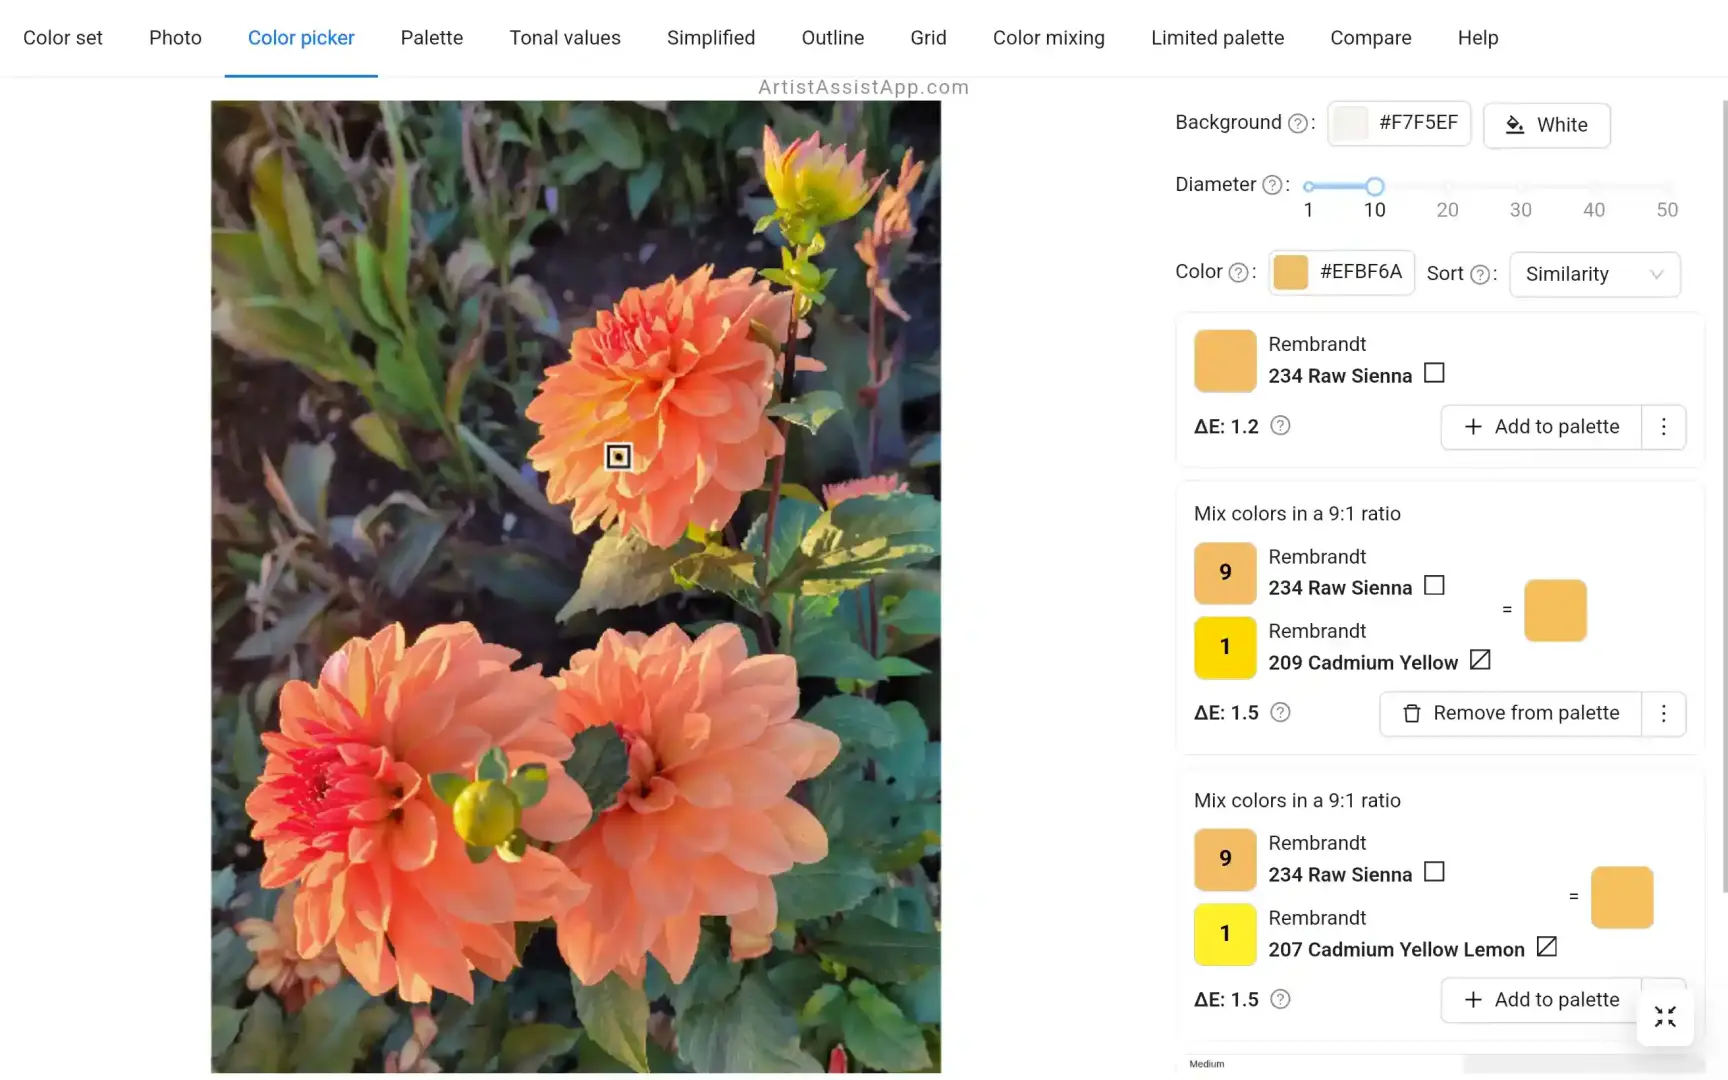 Color set Photo Color picker Palette Tonal values Simplified Outline Grid Color mixing Limited palette Compare Help
ArtistAssistApp.com
Background ? : #F7F5EF White
Diameter ? :
1 10 20 30 40 50
Color ? : #EFBF6A Sort ? : Similarity
Rembrandt
234 Raw Sienna
ΔE: 1.2 ? + Add to palette
Mix colors in a 9:1 ratio
9 Rembrandt
234 Raw Sienna
=
1 Rembrandt
209 Cadmium Yellow
ΔE: 1.5 ? Remove from palette
Mix colors in a 9:1 ratio
9 Rembrandt
234 Raw Sienna
=
1 Rembrandt
207 Cadmium Yellow Lemon
ΔE: 1.5 ? + Add to palette
Medium